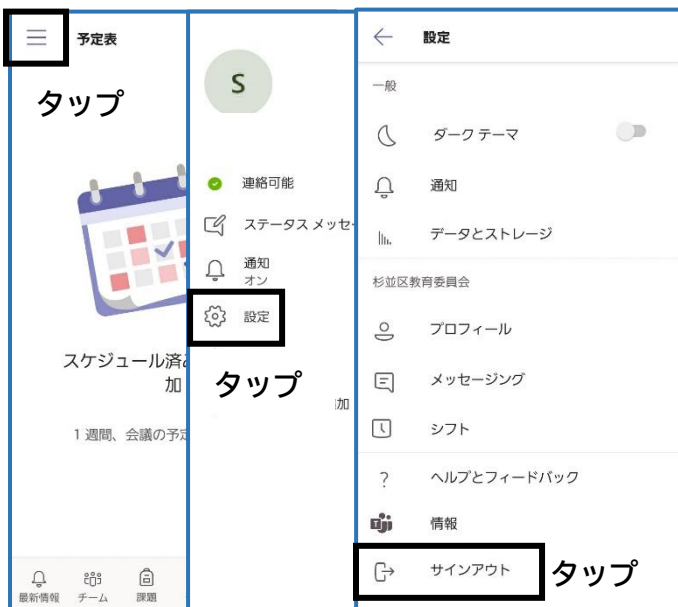 予定表
タップ
スケジュール済み
加
1 週間、会議の予定
最新情報
チーム
課題
S
連絡可能
ステータス メッセー
通知
オン
設定
タップ
加
設定
一般
ダーク テーマ
通知
データとストレージ
杉並区教育委員会
プロフィール
メッセージング
シフト
ヘルプとフィードバック
情報
サインアウト
タップ